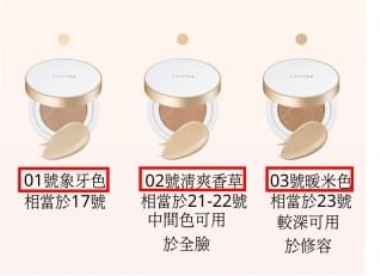 01號象牙色
相當於17號
02號清爽香草
相當於21-22號
中間色可用
於全臉
03號暖米色
相當於23號
較深可用
於修容